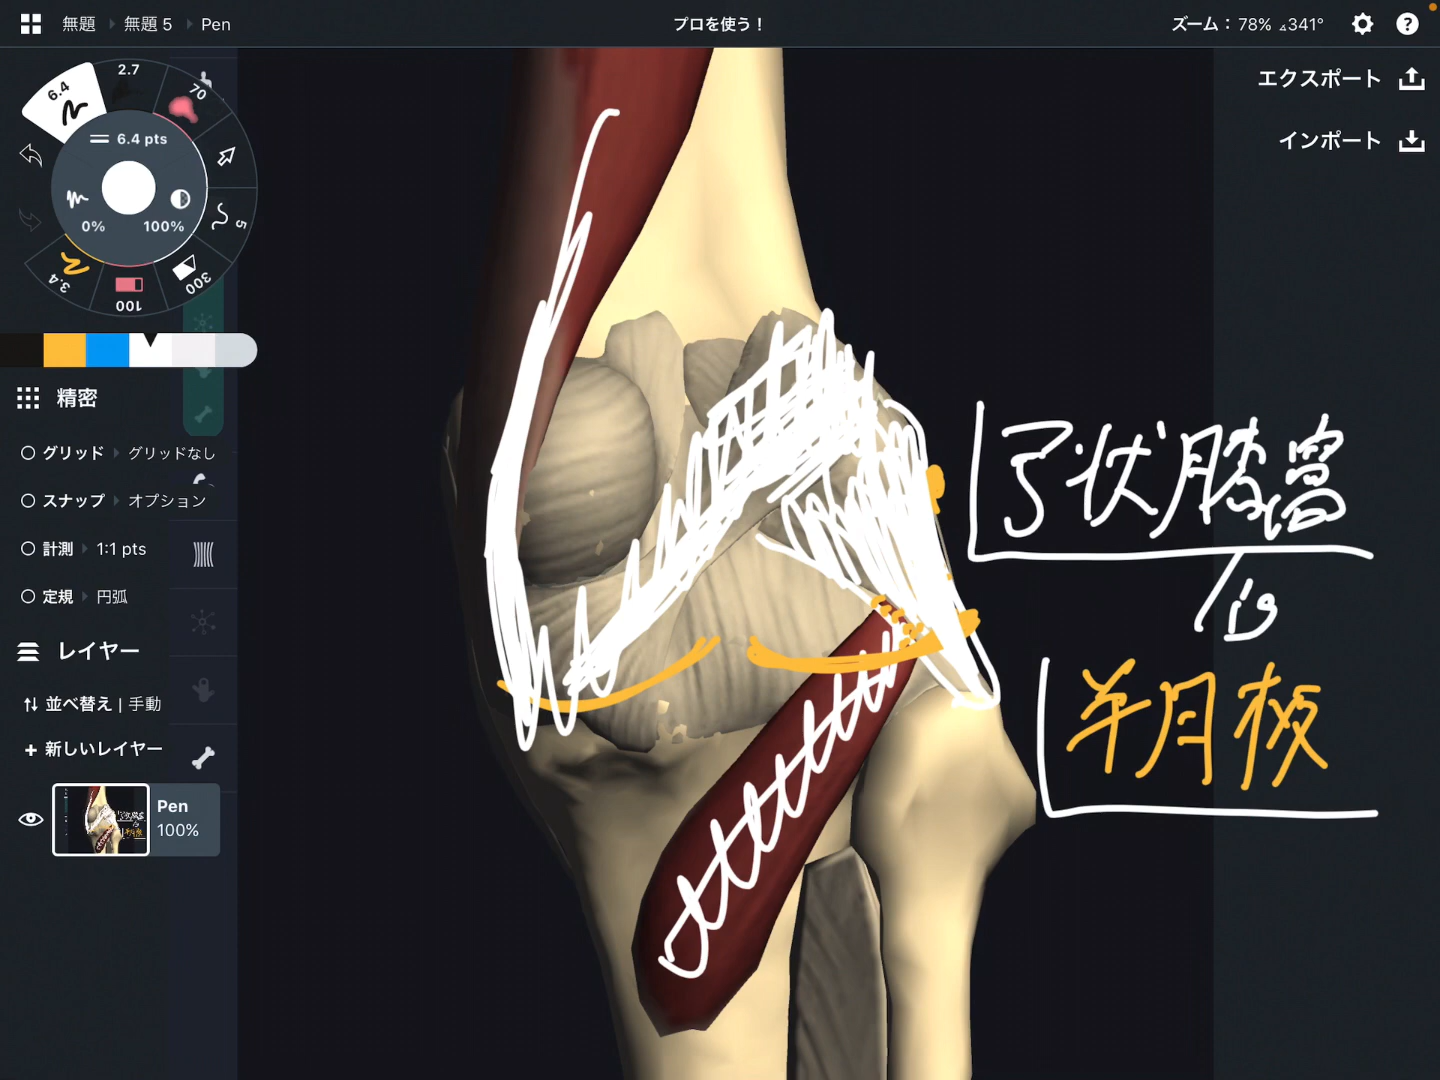 無題 無題 5 Pen
プロを使う！
ズーム： 78% ⊿341°
エクスポート
インポート
6.4
2.7
70
5
300
100
3.4
6.4 pts
0% 100%
精密
グリッド グリッドなし
スナップ オプション
計測 1:1 pts
定規 円弧
レイヤー
並べ替え | 手動
+ 新しいレイヤー
Pen
100%
弓状膝窩
lig
半月板